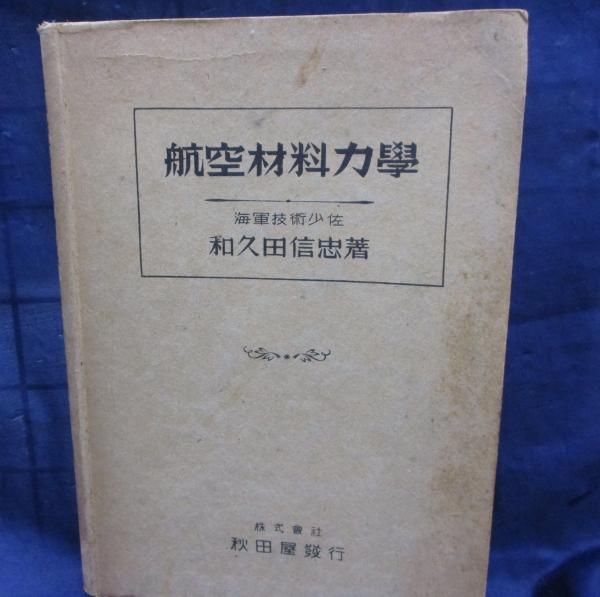 航空材料力學
海軍技術少佐
和久田信忠著
株式會社
秋田屋發行